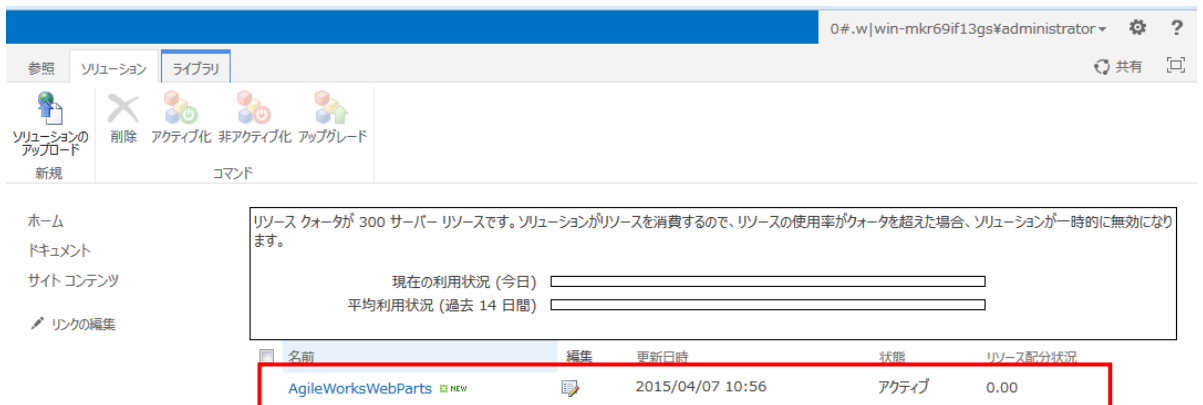 0#.w|win-mkr69if13gs¥administrator ?
参照 ソリューション ライブラリ 共有
ソリューションの
アップロード
削除 アクティブ化 非アクティブ化 アップグレード
新規 コマンド
ホーム
ドキュメント
サイト コンテンツ
リンクの編集
リソース クォータが 300 サーバー リソースです。ソリューションがリソースを消費するので、リソースの使用率がクォータを超えた場合、ソリューションが一時的に無効になり
ます。
現在の利用状況 (今日)
平均利用状況 (過去 14 日間)
名前 編集 更新日時 状態 リソース配分状況
AgileWorksWebParts NEW 2015/04/07 10:56 アクティブ 0.00